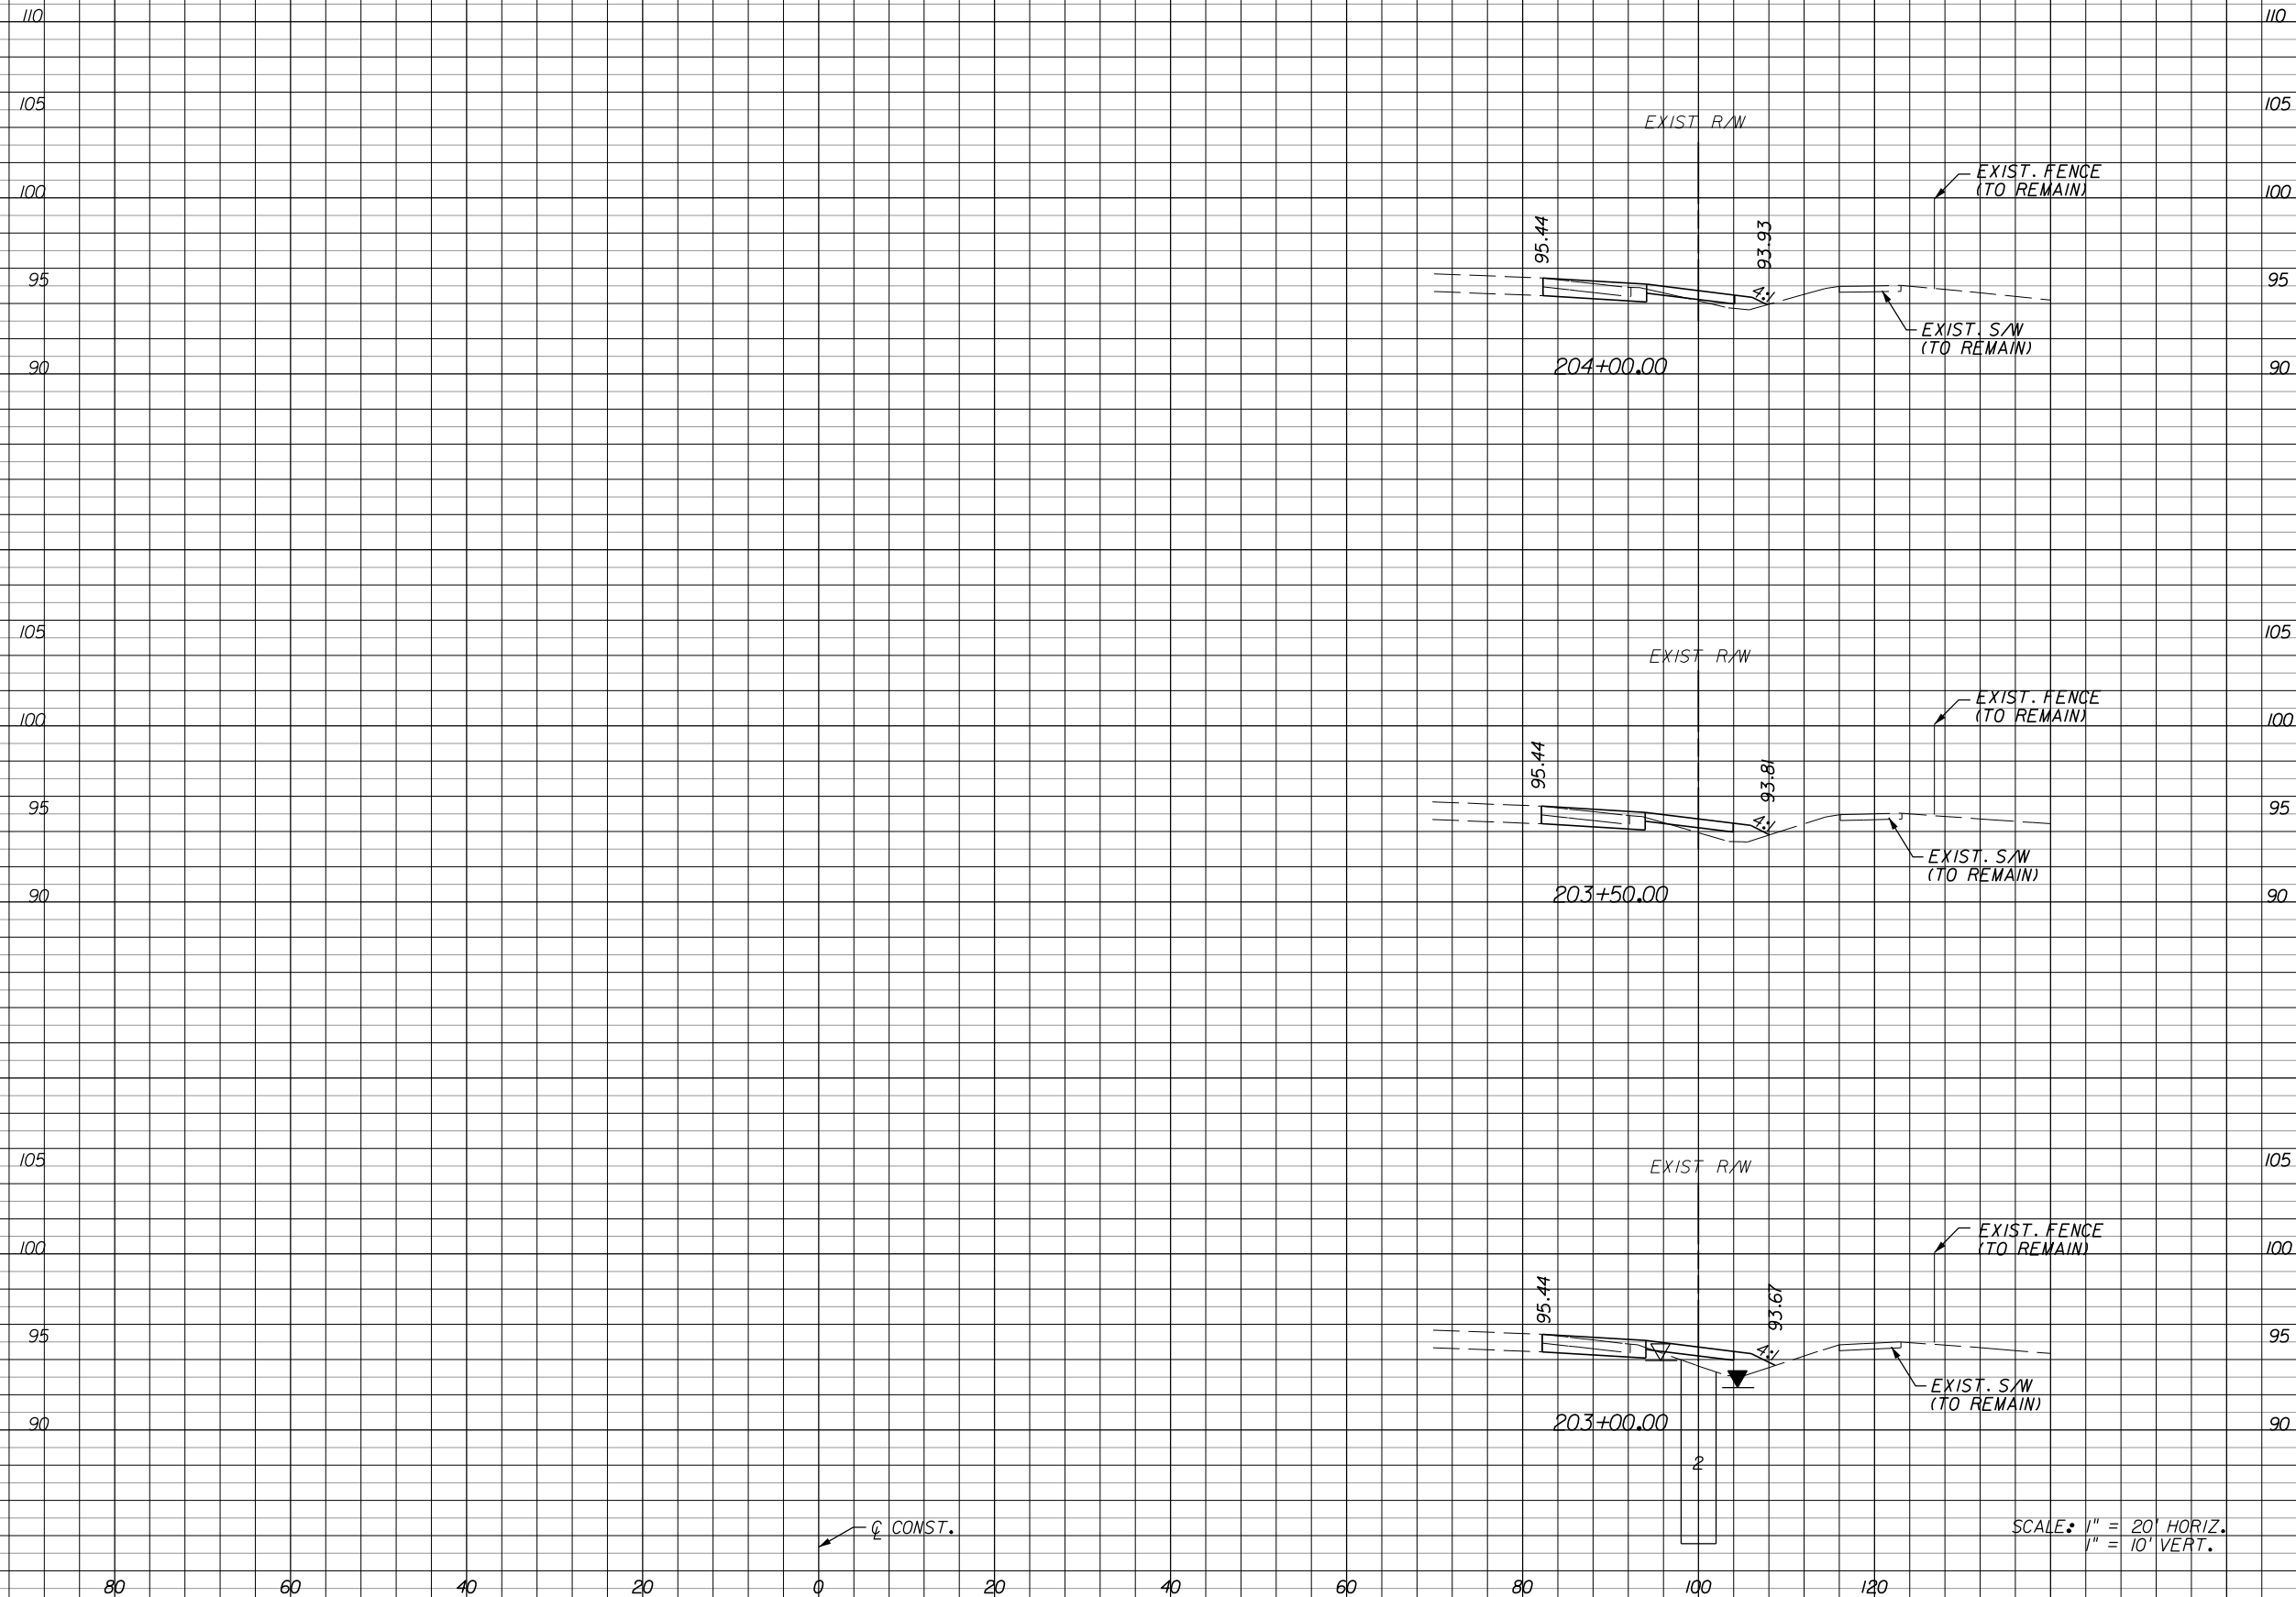 110 110
105 105
EXIST R/W
EXIST. FENCE
(TO REMAIN)
100 100
95.44
93.93
95 95
4:1
EXIST. S/W
(TO REMAIN)
204+00.00
90 90
105 105
EXIST R/W
EXIST. FENCE
(TO REMAIN)
100 100
95.44
93.81
95 95
4:1
EXIST. S/W
(TO REMAIN)
203+50.00
90 90
105 105
EXIST R/W
EXIST. FENCE
(TO REMAIN)
100 100
95.44
93.67
95 95
4:1
EXIST. S/W
(TO REMAIN)
203+00.00
90 90
2
℄ CONST.
SCALE: 1" = 20' HORIZ.
1" = 10' VERT.
80 60 40 20 0 20 40 60 80 100 120